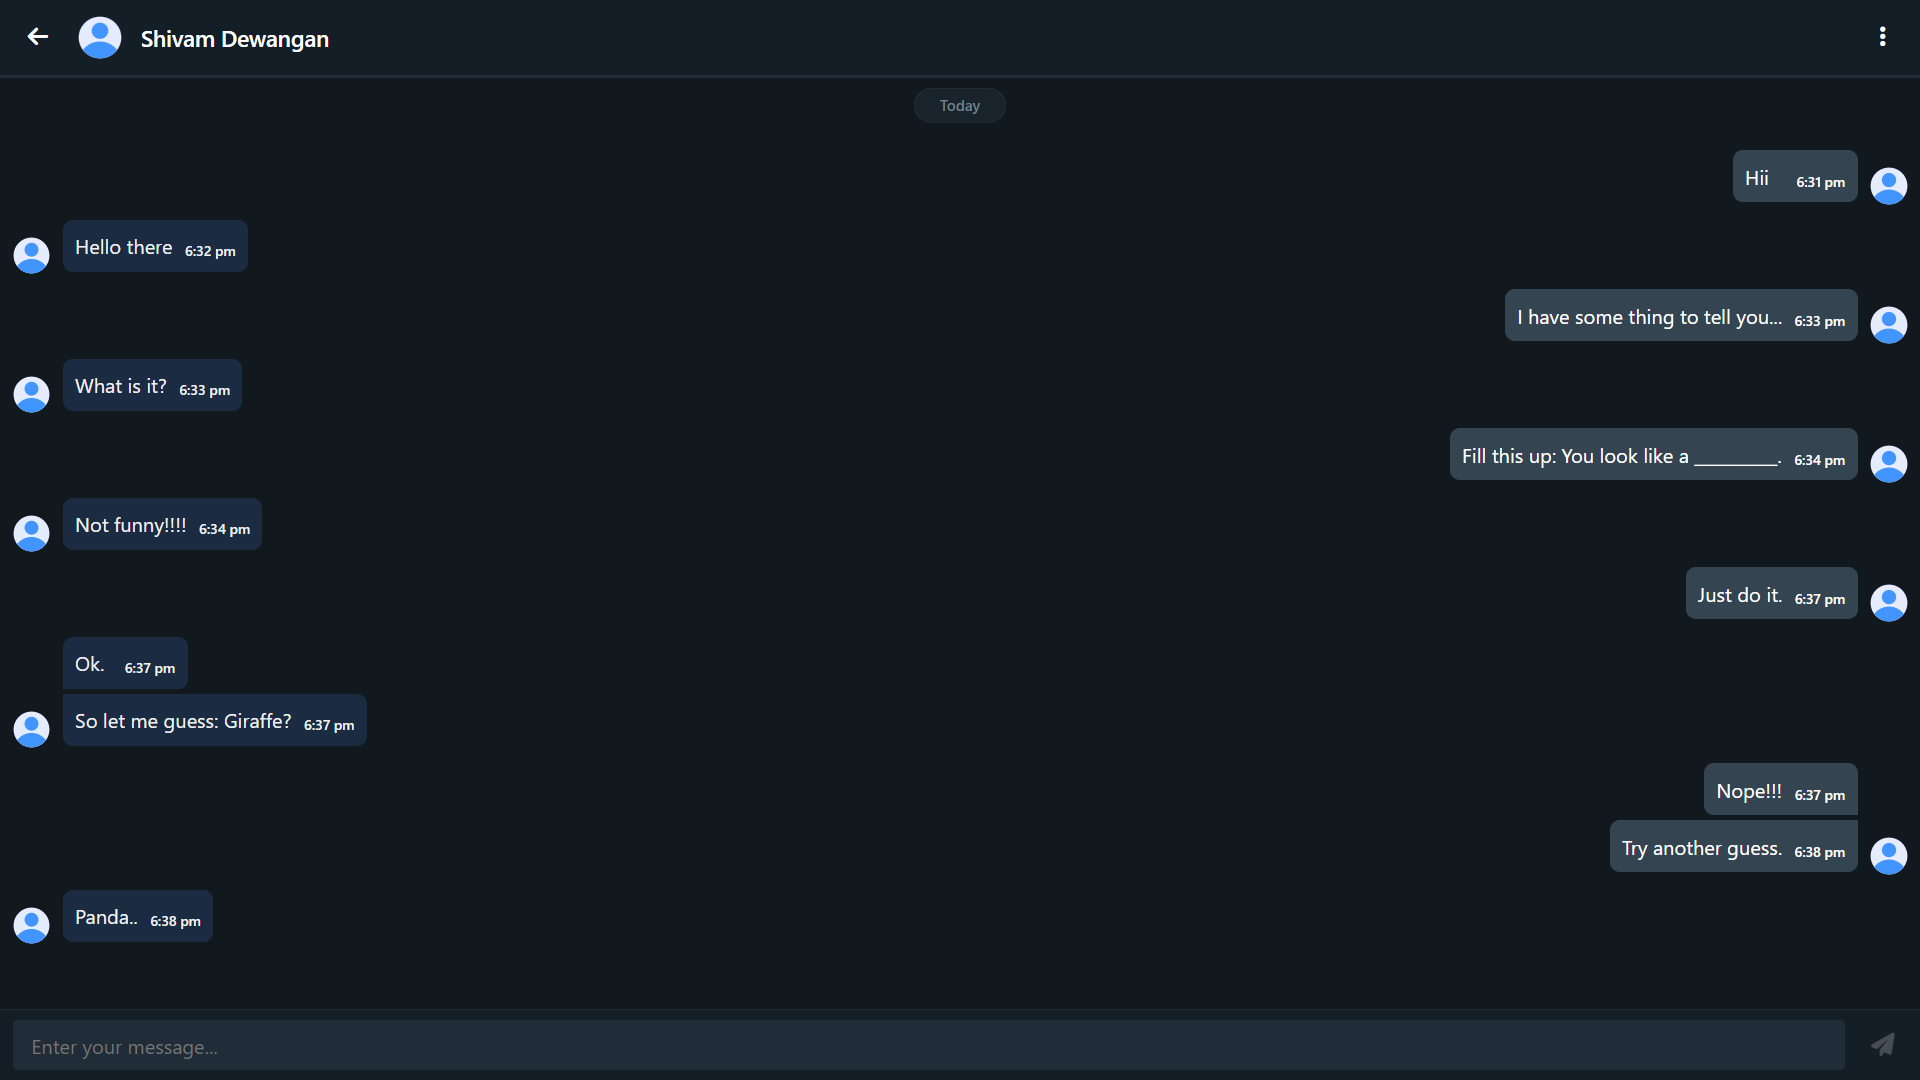 Shivam Dewangan
Today
Hii 6:31 pm
Hello there 6:32 pm
I have some thing to tell you... 6:33 pm
What is it? 6:33 pm
Fill this up: You look like a __________. 6:34 pm
Not funny!!!! 6:34 pm
Just do it. 6:37 pm
Ok. 6:37 pm
So let me guess: Giraffe? 6:37 pm
Nope!!! 6:37 pm
Try another guess. 6:38 pm
Panda.. 6:38 pm
Enter your message...